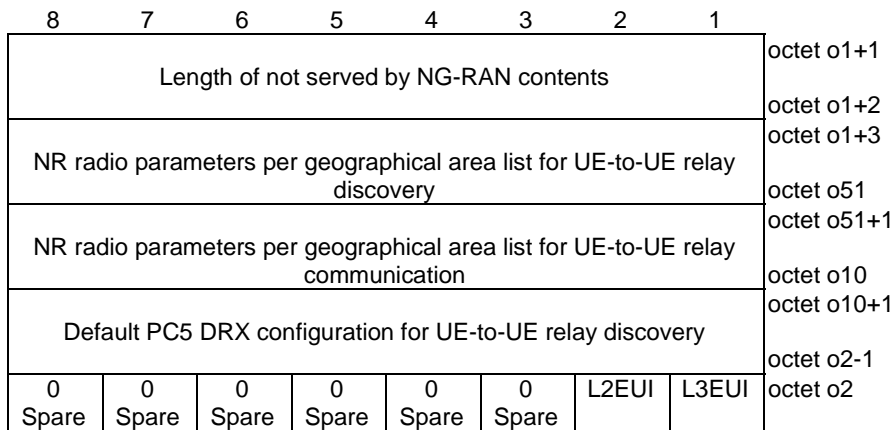 8 7 6 5 4 3 2 1
octet o1+1
Length of not served by NG-RAN contents
octet o1+2
octet o1+3
NR radio parameters per geographical area list for UE-to-UE relay
discovery
octet o51
octet o51+1
NR radio parameters per geographical area list for UE-to-UE relay
communication
octet o10
octet o10+1
Default PC5 DRX configuration for UE-to-UE relay discovery
octet o2-1
0 0 0 0 0 0 L2EUI L3EUI octet o2
Spare Spare Spare Spare Spare Spare